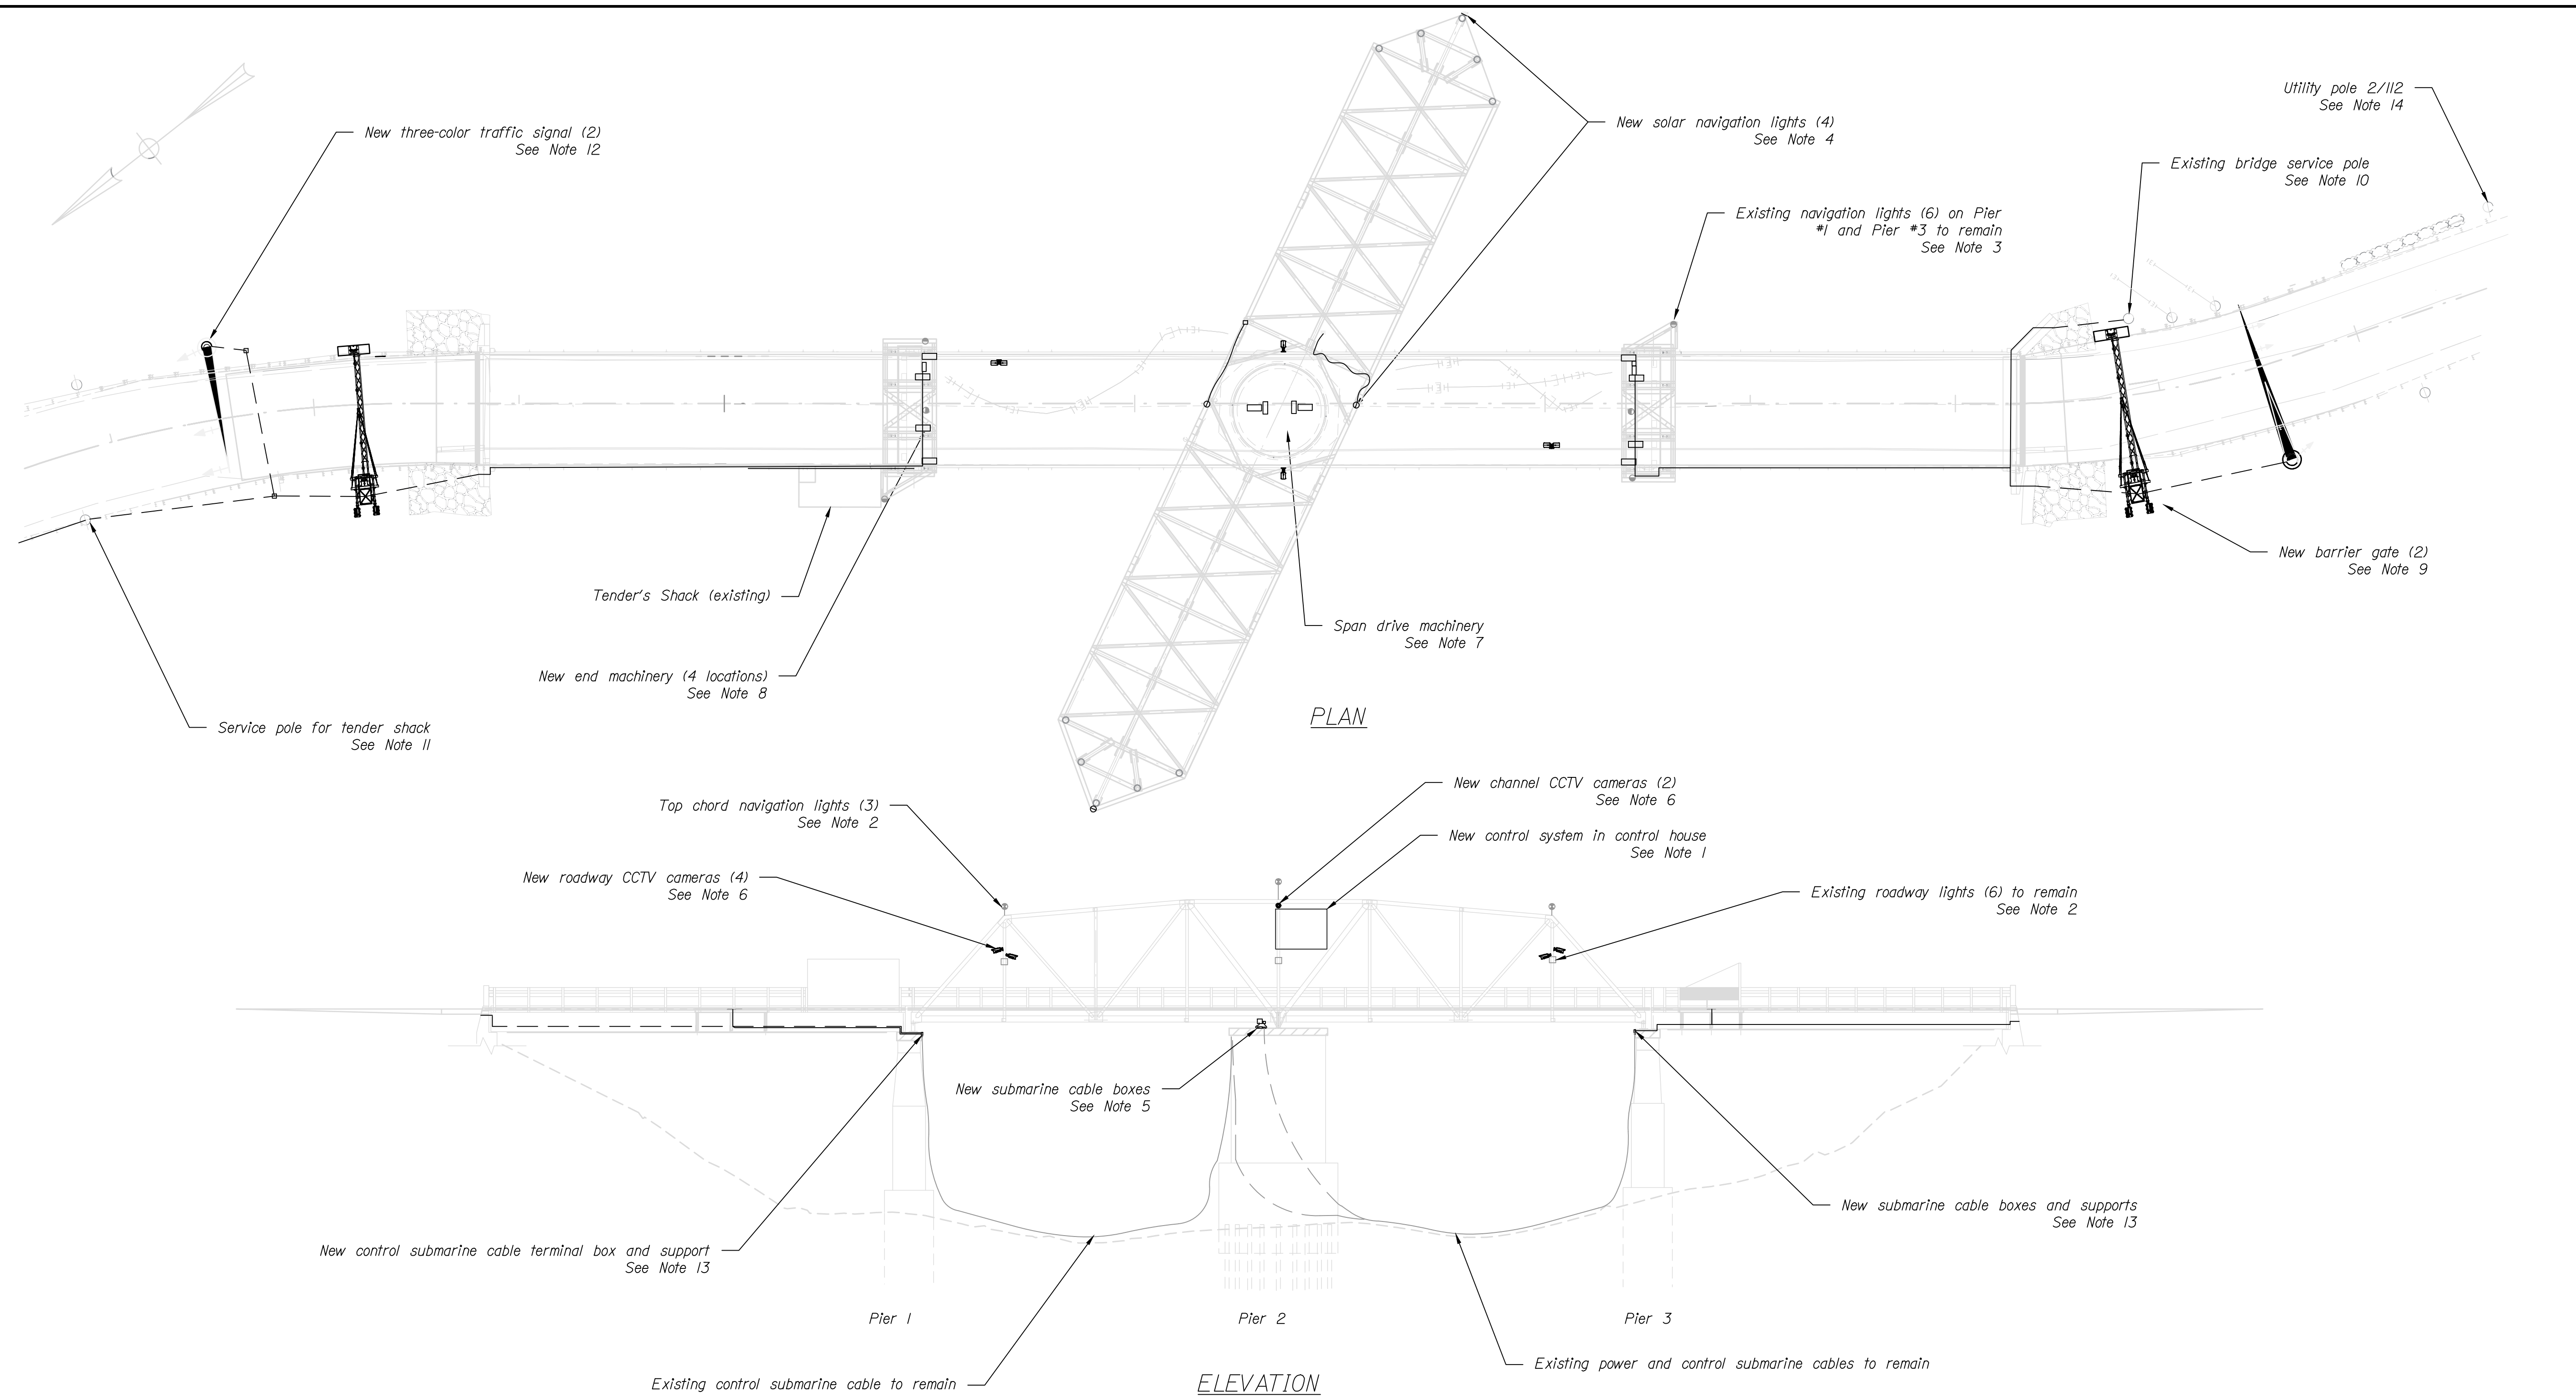 Utility pole 2/112
See Note 14
New three-color traffic signal (2)
See Note 12
New solar navigation lights (4)
See Note 4
Existing bridge service pole
See Note 10
Existing navigation lights (6) on Pier
#1 and Pier #3 to remain
See Note 3
New barrier gate (2)
See Note 9
Tender's Shack (existing)
Span drive machinery
See Note 7
New end machinery (4 locations)
See Note 8
Service pole for tender shack
See Note 11
PLAN
New channel CCTV cameras (2)
See Note 6
Top chord navigation lights (3)
See Note 2
New control system in control house
See Note 1
New roadway CCTV cameras (4)
See Note 6
Existing roadway lights (6) to remain
See Note 2
New submarine cable boxes
See Note 5
New submarine cable boxes and supports
See Note 13
New control submarine cable terminal box and support
See Note 13
Pier 1
Pier 2
Pier 3
Existing power and control submarine cables to remain
Existing control submarine cable to remain
ELEVATION